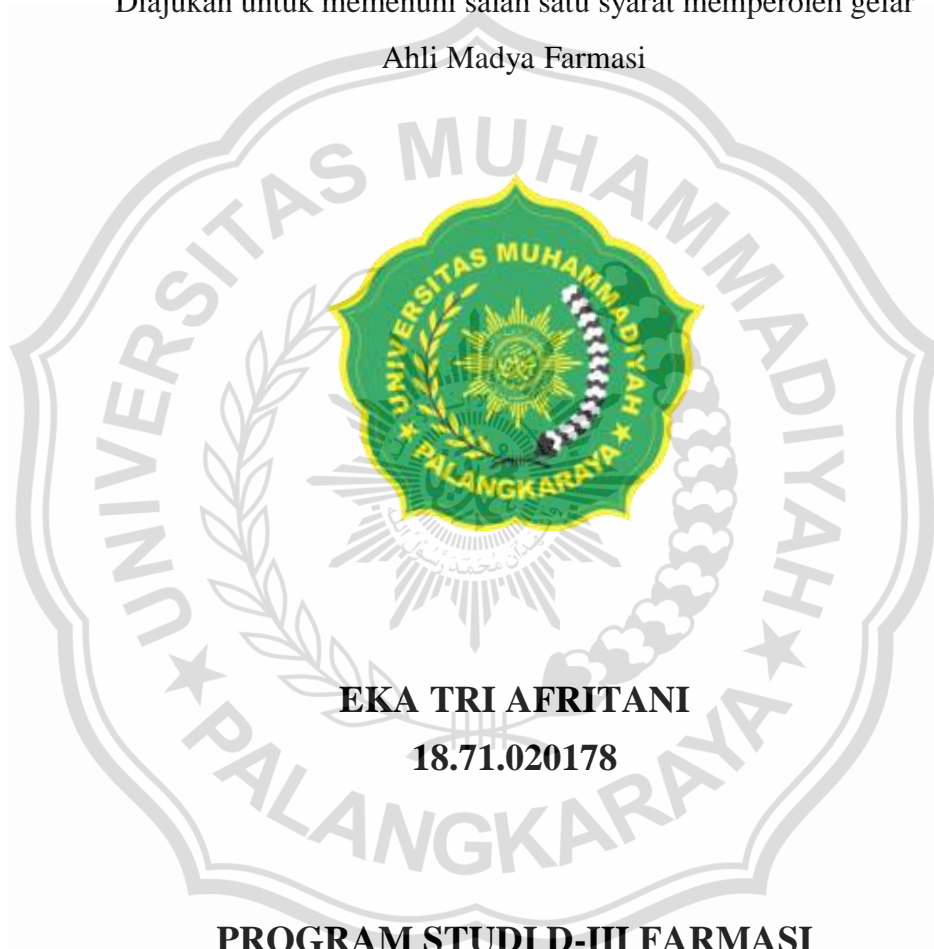 Diajukan untuk memenuhi salah satu syarat memperoleh gelar
Ahli Madya Farmasi
UNIVERSITAS MUHAMMADIYAH
PALANGKARAYA
UNIVERSITAS MUHAMMADIYAH
PALANGKARAYA
EKA TRI AFRITANI
18.71.020178
PROGRAM STUDI D-III FARMASI